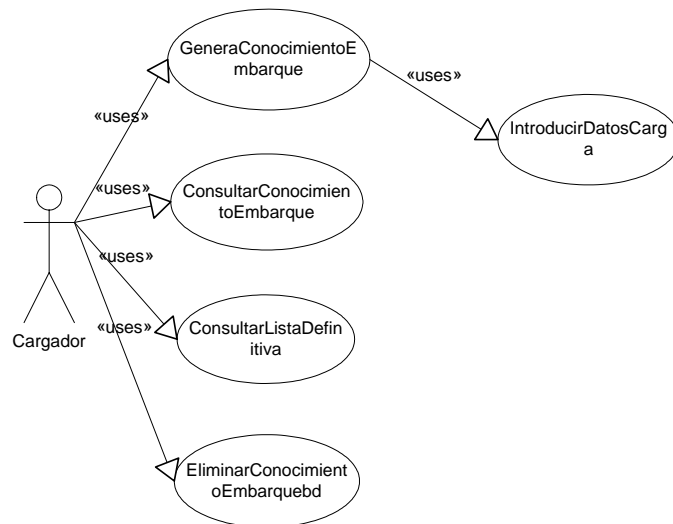 GeneraConocimientoE
mbarque
«uses»
IntroducirDatosCarg
a
«uses»
ConsultarConocimien
toEmbarque
«uses»
«uses»
ConsultarListaDefin
itiva
«uses»
Cargador
EliminarConocimient
oEmbarquebd